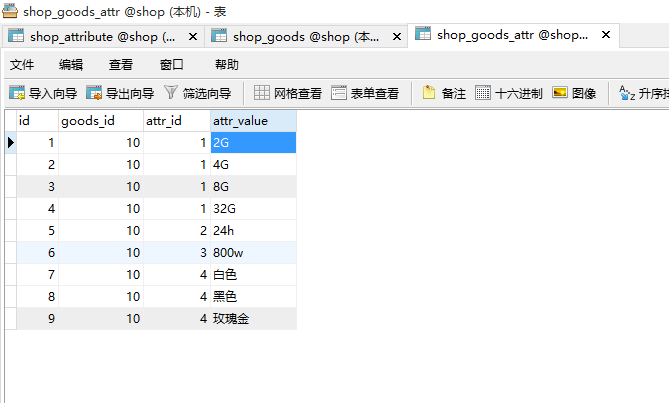 shop_goods_attr @shop (本机) - 表
shop_attribute @shop (... shop_goods @shop (本... shop_goods_attr @shop...
文件 编辑 查看 窗口 帮助
导入向导 导出向导 筛选向导 网格查看 表单查看 备注 十六进制 图像 升序排
id goods_id attr_id attr_value
1 10 1 2G
2 10 1 4G
3 10 1 8G
4 10 1 32G
5 10 2 24h
6 10 3 800w
7 10 4 白色
8 10 4 黑色
9 10 4 玫瑰金